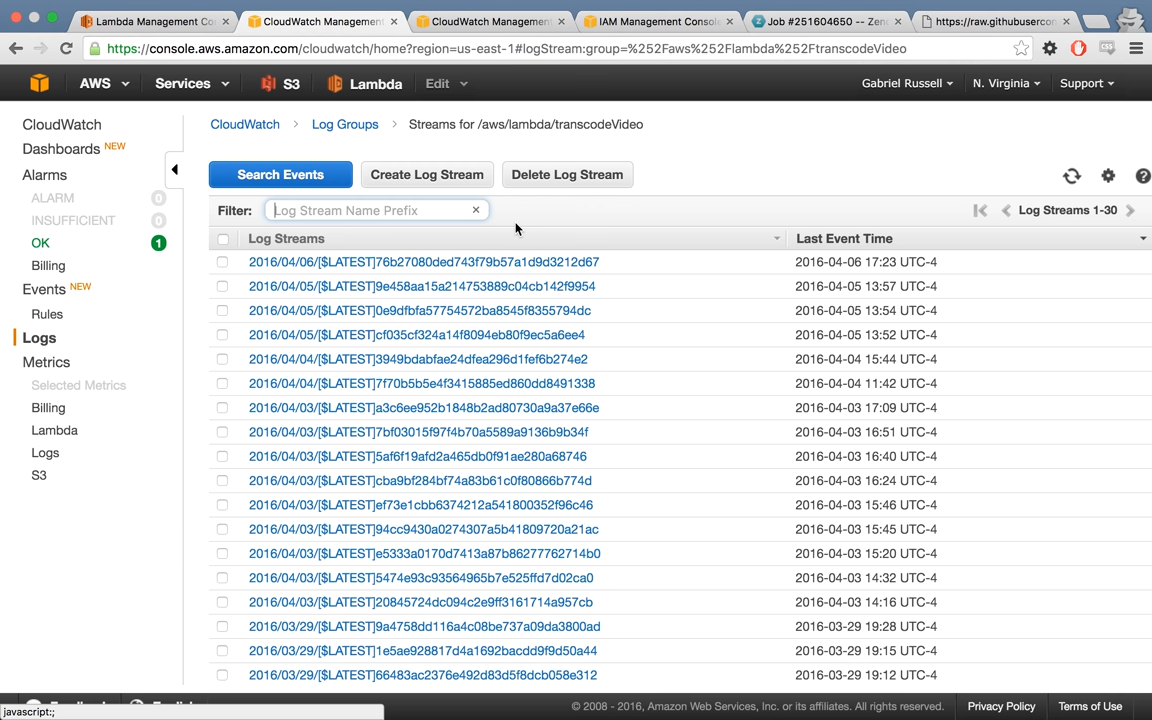 Lambda Management Co
CloudWatch Management
CloudWatch Management
IAM Management Console
Job #251604650 – Zen
https://raw.githubusercon
https://console.aws.amazon.com/cloudwatch/home?region=us-east-1#logStream:group=%252Faws%252Flambda%252FtranscodeVideo
AWS Services S3 Lambda Edit Gabriel Russell N. Virginia Support
CloudWatch
Dashboards NEW
Alarms
ALARM 0
INSUFFICIENT 0
OK 1
Billing
Events NEW
Rules
Logs
Metrics
Selected Metrics
Billing
Lambda
Logs
S3
CloudWatch > Log Groups > Streams for /aws/lambda/transcodeVideo
Search Events Create Log Stream Delete Log Stream
Filter: Log Stream Name Prefix × Log Streams 1-30
Log Streams Last Event Time
2016/04/06/[$LATEST]76b27080ded743f79b57a1d9d3212d67 2016-04-06 17:23 UTC-4
2016/04/05/[$LATEST]9e458aa15a214753889c04cb142f9954 2016-04-05 13:57 UTC-4
2016/04/05/[$LATEST]0e9dfbfa57754572ba8545f8355794dc 2016-04-05 13:54 UTC-4
2016/04/05/[$LATEST]cf035cf324a14f8094eb80f9ec5a6ee4 2016-04-05 13:52 UTC-4
2016/04/04/[$LATEST]3949bdabfae24dfea296d1fef6b274e2 2016-04-04 15:44 UTC-4
2016/04/04/[$LATEST]7f70b5b5e4f3415885ed860dd8491338 2016-04-04 11:42 UTC-4
2016/04/03/[$LATEST]a3c6ee952b1848b2ad80730a9a37e66e 2016-04-03 17:09 UTC-4
2016/04/03/[$LATEST]7bf03015f97f4b70a5589a9136b9b34f 2016-04-03 16:51 UTC-4
2016/04/03/[$LATEST]5af6f19afd2a465db0f91ae280a68746 2016-04-03 16:40 UTC-4
2016/04/03/[$LATEST]cba9bf284bf74a83b61c0f80866b774d 2016-04-03 16:24 UTC-4
2016/04/03/[$LATEST]ef73e1cbb6374212a541800352f96c46 2016-04-03 15:46 UTC-4
2016/04/03/[$LATEST]94cc9430a0274307a5b41809720a21ac 2016-04-03 15:45 UTC-4
2016/04/03/[$LATEST]e5333a0170d7413a87b86277762714b0 2016-04-03 15:20 UTC-4
2016/04/03/[$LATEST]5474e93c93564965b7e525ffd7d02ca0 2016-04-03 14:32 UTC-4
2016/04/03/[$LATEST]20845724dc094c2e9ff3161714a957cb 2016-04-03 14:16 UTC-4
2016/03/29/[$LATEST]9a4758dd116a4c08be737a09da3800ad 2016-03-29 19:28 UTC-4
2016/03/29/[$LATEST]1e5ae928817d4a1692bacdd9f9d50a44 2016-03-29 19:15 UTC-4
2016/03/29/[$LATEST]66483ac2376e492d83d5f8dcb058e312 2016-03-29 19:12 UTC-4
© 2008 - 2016, Amazon Web Services, Inc. or its affiliates. All rights reserved. Privacy Policy Terms of Use
javascript:;